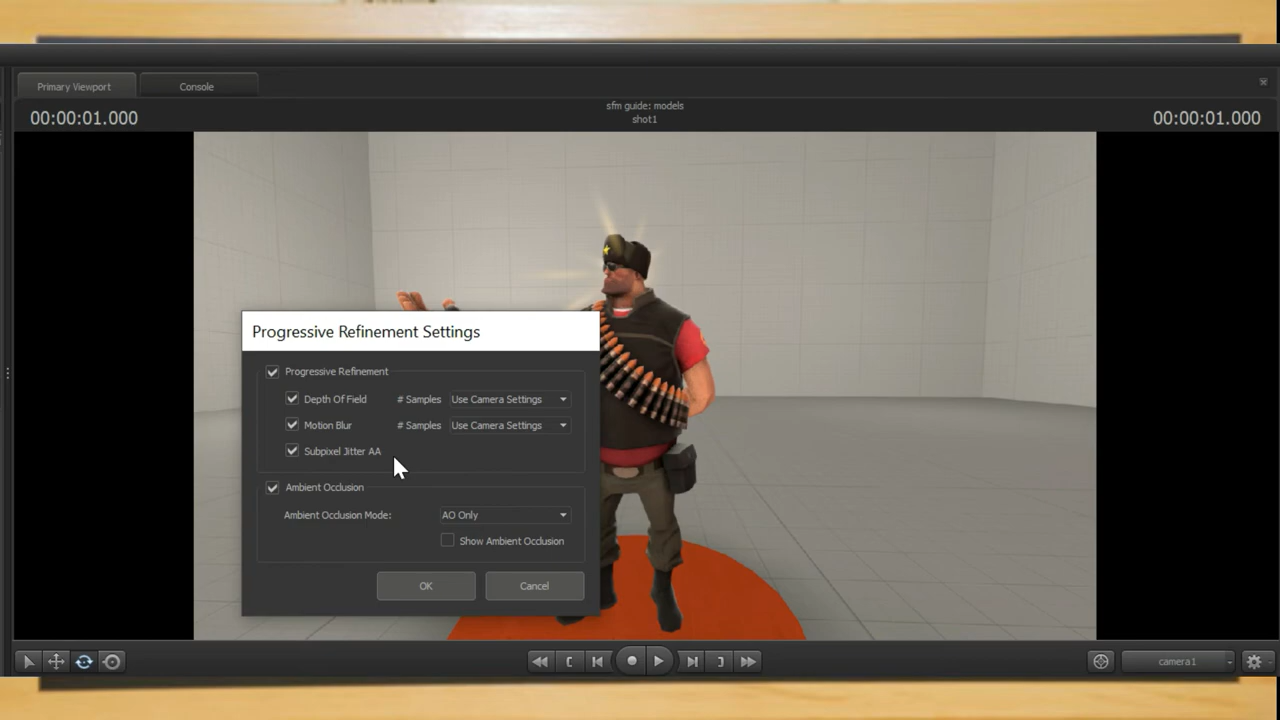 Primary Viewport
Console
sfm guide: models
00:00:01.000
shot1
00:00:01.000
Progressive Refinement Settings
Progressive Refinement
Depth Of Field # Samples Use Camera Settings
Motion Blur # Samples Use Camera Settings
Subpixel Jitter AA
Ambient Occlusion
Ambient Occlusion Mode: AO Only
Show Ambient Occlusion
OK
Cancel
camera1